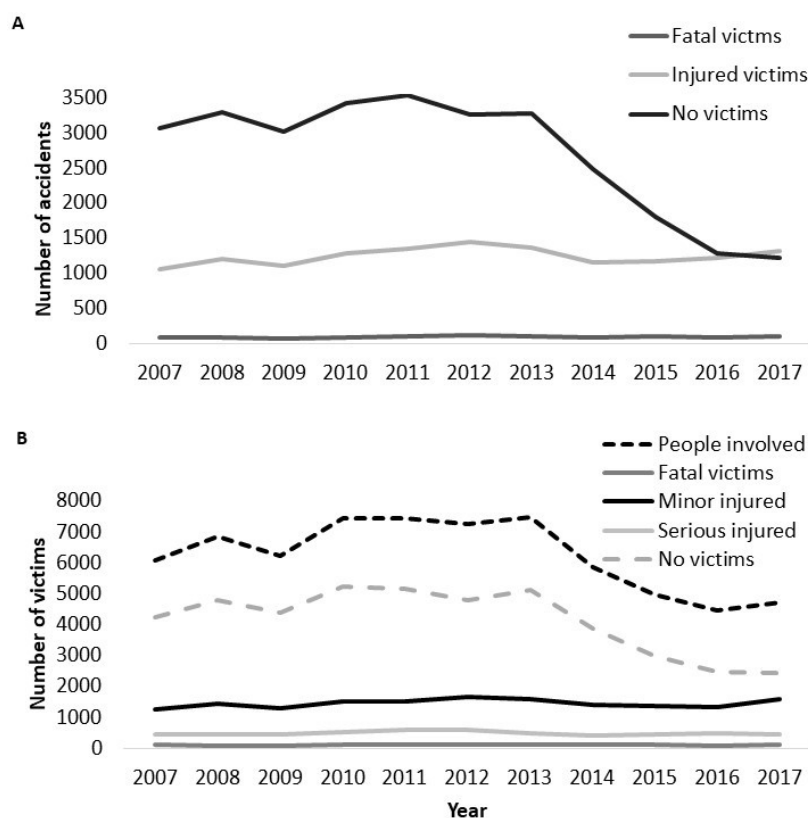 A
Fatal victms
Injured victims
No victims
Number of accidents
3500
3000
2500
2000
1500
1000
500
0
2007 2008 2009 2010 2011 2012 2013 2014 2015 2016 2017
B
People involved
Fatal victims
Minor injured
Serious injured
No victims
Number of victims
8000
7000
6000
5000
4000
3000
2000
1000
0
2007 2008 2009 2010 2011 2012 2013 2014 2015 2016 2017
Year